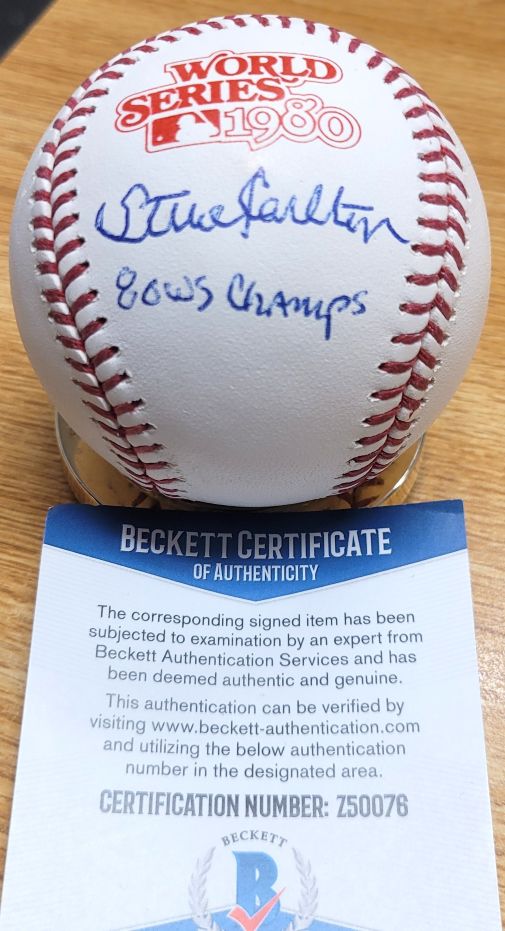 WORLD
SERIES
1980
Steve Carlton
80 WS CHAMPS
BECKETT CERTIFICATE
OF AUTHENTICITY
The corresponding signed item has been
subjected to examination by an expert from
Beckett Authentication Services and has
been deemed authentic and genuine.
This authentication can be verified by
visiting www.beckett-authentication.com
and utilizing the below authentication
number in the designated area.
CERTIFICATION NUMBER: Z50076
BECKETT
B